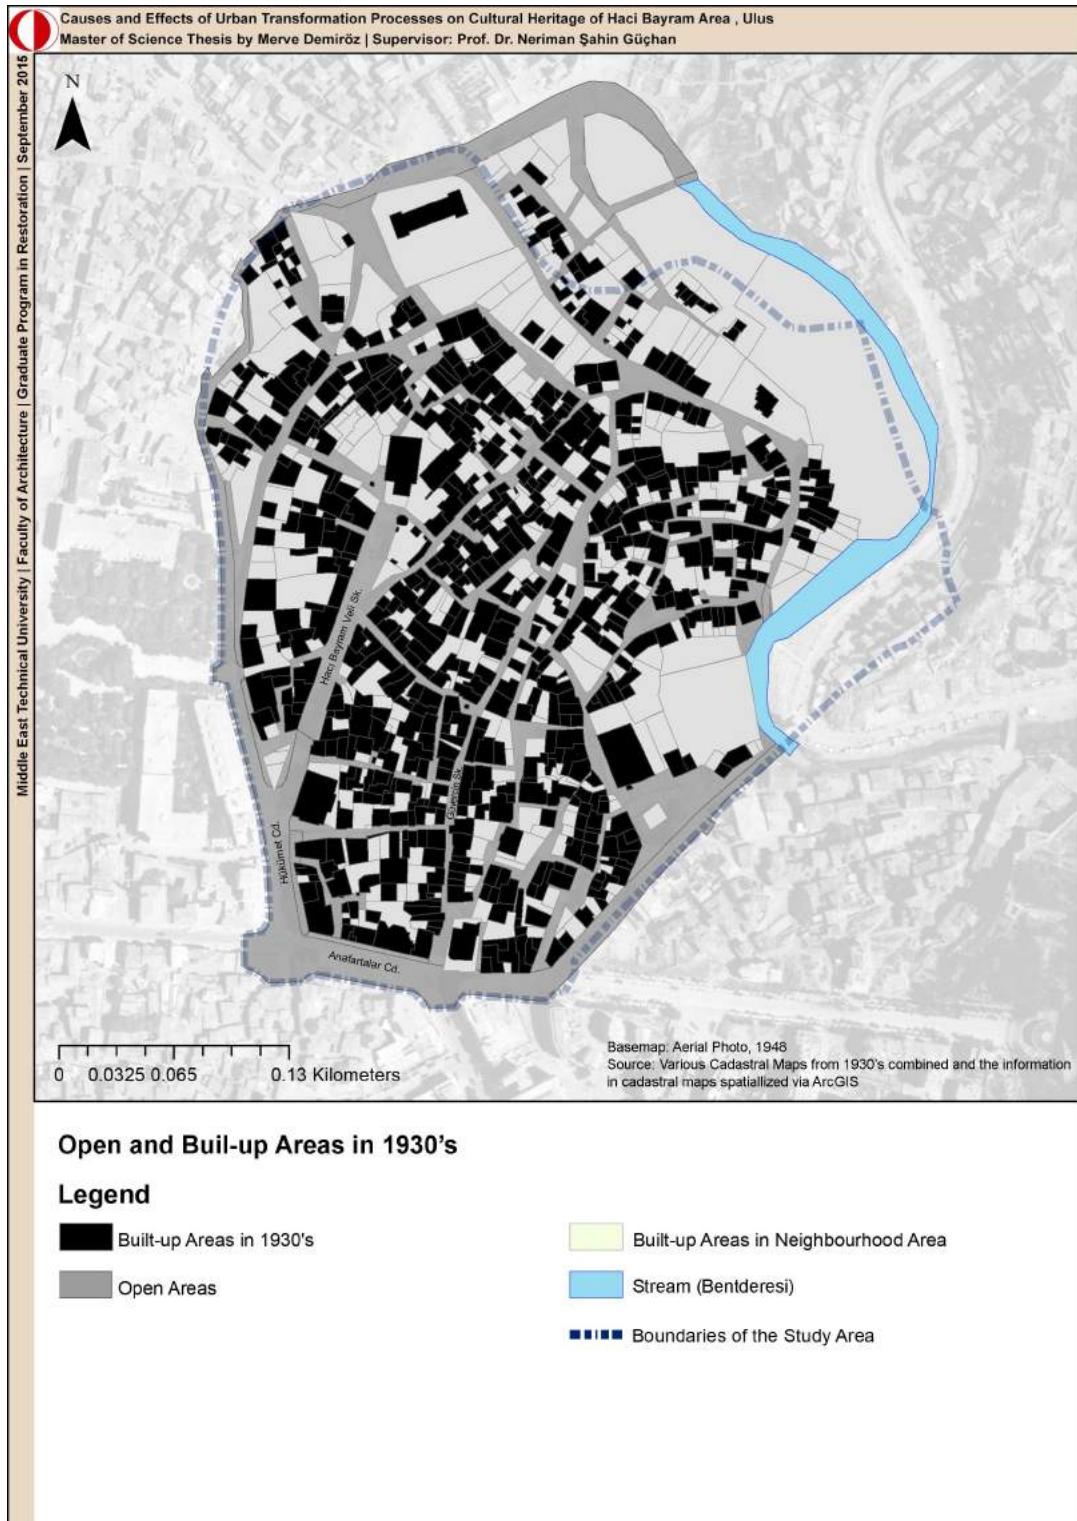 Causes and Effects of Urban Transformation Processes on Cultural Heritage of Haci Bayram Area , Ulus
Master of Science Thesis by Merve Demiröz | Supervisor: Prof. Dr. Neriman Şahin Güçhan
Middle East Technical University | Faculty of Architecture | Graduate Program in Restoration | September 2015
N
Hacı Bayram Veli Sk.
Hükümet Cd.
Anafartalar Cd.
0 0.0325 0.065 0.13 Kilometers
Basemap: Aerial Photo, 1948
Source: Various Cadastral Maps from 1930's combined and the information
in cadastral maps spatiallized via ArcGIS
Open and Buil-up Areas in 1930's
Legend
Built-up Areas in 1930's
Open Areas
Built-up Areas in Neighbourhood Area
Stream (Bentderesi)
Boundaries of the Study Area